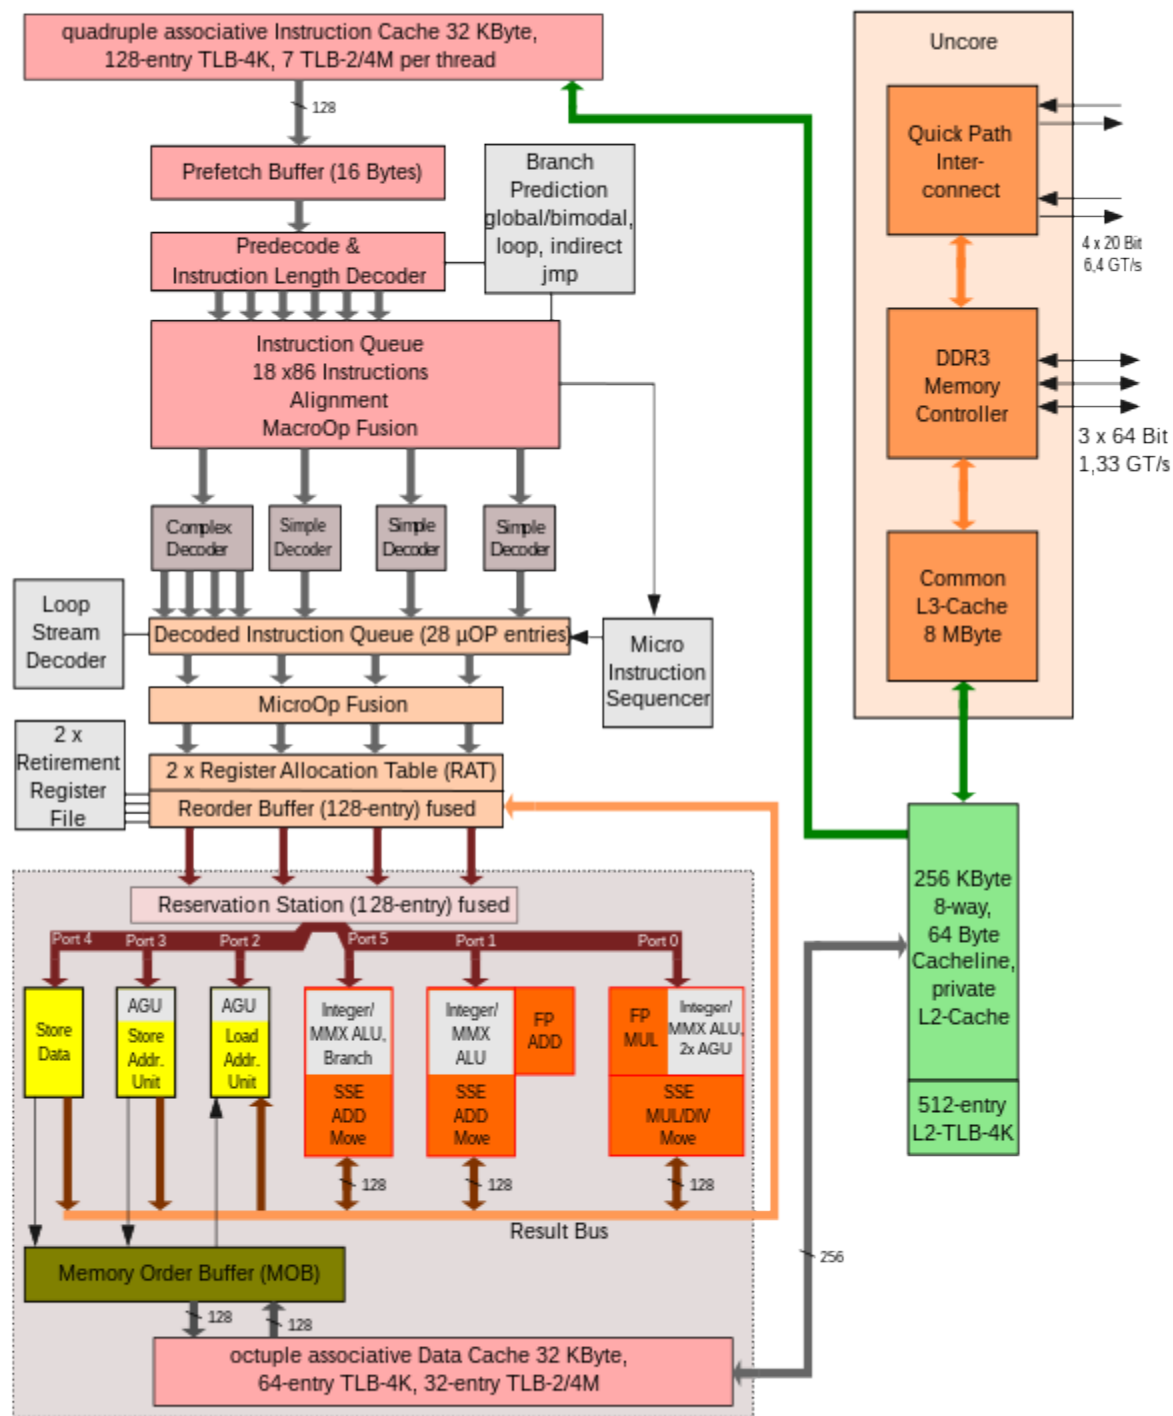 quadruple associative Instruction Cache 32 KByte,
128-entry TLB-4K, 7 TLB-2/4M per thread
128
Prefetch Buffer (16 Bytes)
Predecode &
Instruction Length Decoder
Branch
Prediction
global/bimodal,
loop, indirect
jmp
Instruction Queue
18 x86 Instructions
Alignment
MacroOp Fusion
Complex
Decoder
Simple
Decoder
Simple
Decoder
Simple
Decoder
Loop
Stream
Decoder
Decoded Instruction Queue (28 µOP entries)
Micro
Instruction
Sequencer
MicroOp Fusion
2 x
Retirement
Register
File
2 x Register Allocation Table (RAT)
Reorder Buffer (128-entry) fused
Reservation Station (128-entry) fused
Port 4
Port 3
Port 2
Port 5
Port 1
Port 0
Store
Data
AGU
Store
Addr.
Unit
AGU
Load
Addr.
Unit
Integer/
MMX ALU,
Branch
SSE
ADD
Move
Integer/
MMX
ALU
FP
ADD
SSE
ADD
Move
FP
MUL
Integer/
MMX ALU,
2x AGU
SSE
MUL/DIV
Move
128
128
128
Result Bus
Memory Order Buffer (MOB)
128
128
octuple associative Data Cache 32 KByte,
64-entry TLB-4K, 32-entry TLB-2/4M
256
Uncore
Quick Path
Inter-
connect
4 x 20 Bit
6,4 GT/s
DDR3
Memory
Controller
3 x 64 Bit
1,33 GT/s
Common
L3-Cache
8 MByte
256 KByte
8-way,
64 Byte
Cacheline,
private
L2-Cache
512-entry
L2-TLB-4K